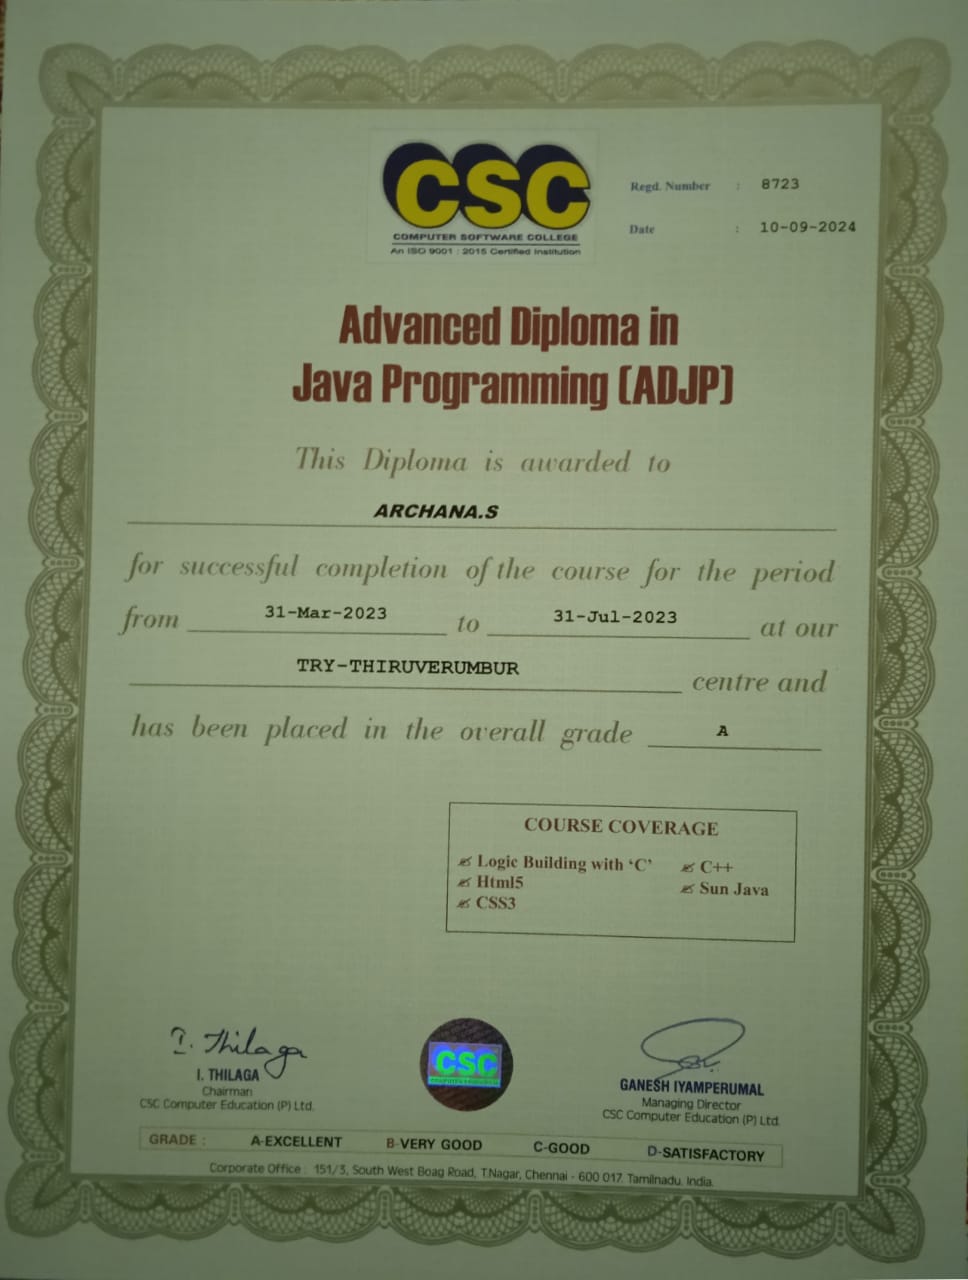 CSC
COMPUTER SOFTWARE COLLEGE
An ISO 9001 : 2015 Certified Institution
Regd. Number : 8723
Date : 10-09-2024
Advanced Diploma in
Java Programming (ADJP)
This Diploma is awarded to
ARCHANA.S
for successful completion of the course for the period
from 31-Mar-2023 to 31-Jul-2023 at our
TRY-THIRUVERUMBUR centre and
has been placed in the overall grade A
COURSE COVERAGE
Logic Building with ‘C’
Html5
CSS3
C++
Sun Java
I. Thilaga
I. THILAGA
Chairman
CSC Computer Education (P) Ltd.
CSC
COMPUTER EDUCATION
GANESH IYAMPERUMAL
Managing Director
CSC Computer Education (P) Ltd.
GRADE : A-EXCELLENT B-VERY GOOD C-GOOD D-SATISFACTORY
Corporate Office : 151/3, South West Boag Road, T.Nagar, Chennai - 600 017. Tamilnadu. India.